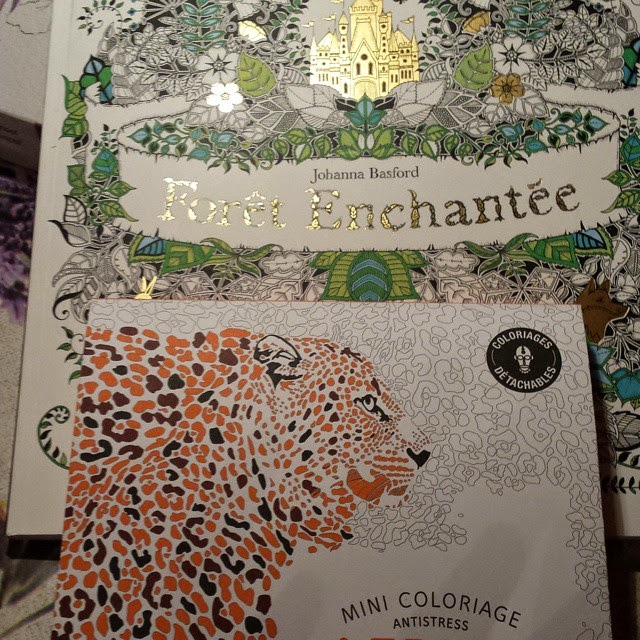 Johanna Basford
Forêt Enchantée
COLORIAGES
DÉTACHABLES
MINI COLORIAGE
ANTISTRESS